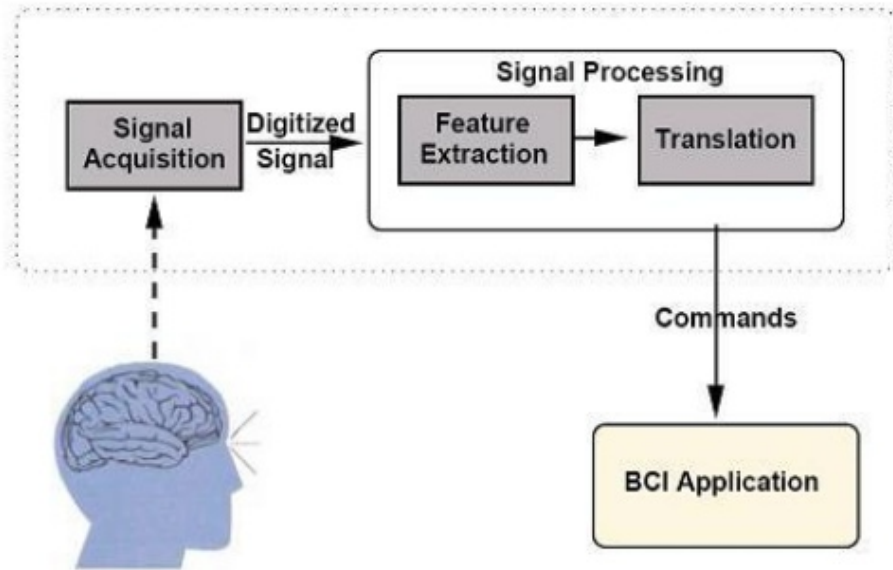 Signal Processing
Signal
Acquisition
Digitized
Signal
Feature
Extraction
Translation
Commands
BCI Application